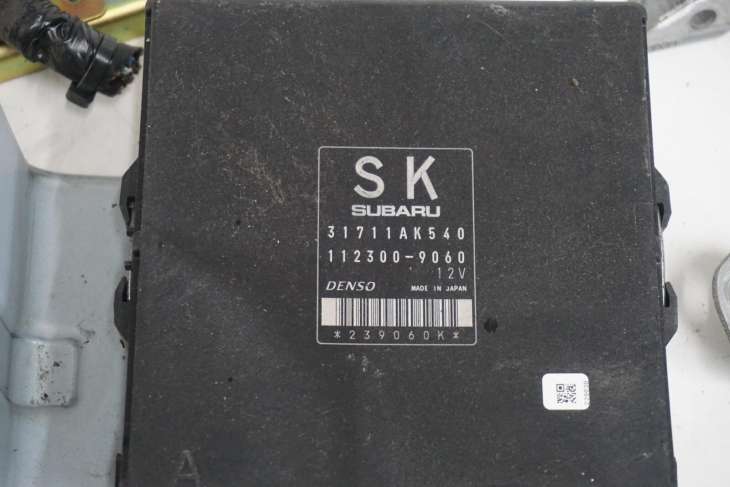 SK
SUBARU
31711AK540
112300-9060
12V
DENSO MADE IN JAPAN
*239060K*
A